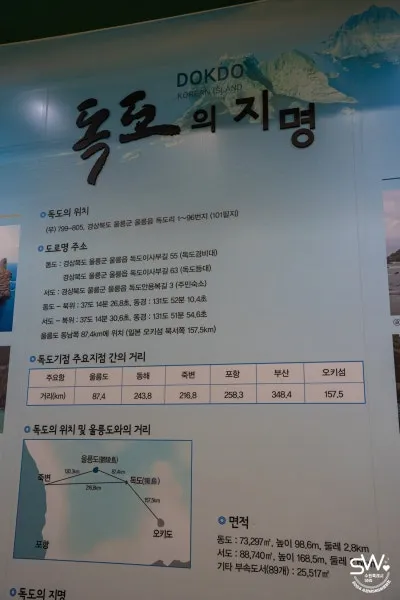 DOKDO
KOREAN ISLAND
독도의 지명
독도의 위치
(우) 799-805, 경상북도 울릉군 울릉읍 독도리 1~96번지 (101필지)
도로명 주소
동도 : 경상북도 울릉군 울릉읍 독도이사부길 55 (독도경비대)
경상북도 울릉군 울릉읍 독도이사부길 63 (독도등대)
서도 : 경상북도 울릉군 울릉읍 독도안용복길 3 (주민숙소)
동도 - 북위 : 37도 14분 26.8초, 동경 : 131도 52분 10.4초
서도 - 북위 : 37도 14분 30.6초, 동경 : 131도 51분 54.6초
울릉도 동남쪽 87.4km에 위치 (일본 오키섬 북서쪽 157.5km)
독도기점 주요지점 간의 거리
주요항 울릉도 동해 죽변 포항 부산 오키섬
거리(km) 87.4 243.8 216.8 258.3 348.4 157.5
독도의 위치 및 울릉도와의 거리
울릉도(鬱陵島)
130.3km 87.4km
죽변 독도(獨島)
216.8km
157.5km
포항 오키도
면적
동도 : 73,297㎡, 높이 98.6m, 둘레 2.8km
서도 : 88,740㎡, 높이 168.5m, 둘레
기타 부속도서(89개) : 25,517㎡
독도의 지명
SW